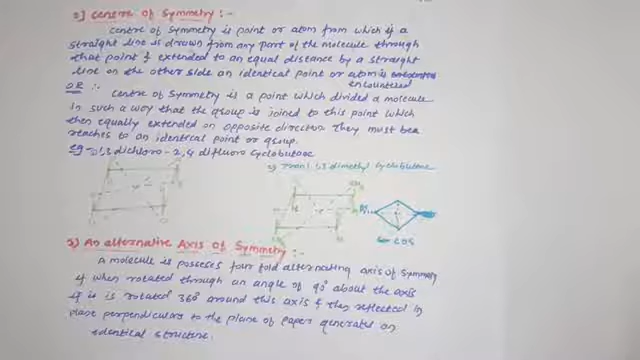 2) Centre of Symmetry :-
Centre of symmetry is point or atom from which if a
straight line is drawn from any part of the molecule through
that point & extended to an equal distance by a straight
line on the other side an identical point or atom is
encountered
OR :-
Centre of symmetry is a point which divided a molecule
in such a way that the group is joined to this point which
then equally extended on opposite direction They must be a
reaches to an identical point or group.
Eg - 1,3 dichloro - 2,4 difluoro cyclobutane
2) Trans 1,3 dimethyl Cyclobutane
COS
3) An alternative Axis of Symmetry :-
A molecule is posseses four fold alternating axis of symmetry
if when rotated through an angle of 90° about the axis
if is is rotated 360° around this axis & then reflected in
plane perpendiculars to the plane of paper generates an
identical structure.